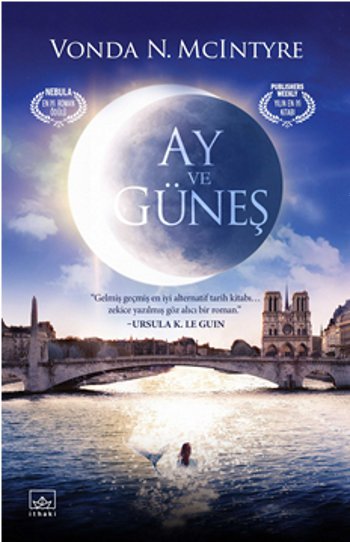 VONDA N. MCINTYRE
NEBULA
EN İYİ ROMAN
ÖDÜLÜ
PUBLISHERS
WEEKLY
YILIN EN İYİ
KİTABI
AY
VE
GÜNEŞ
"Gelmiş geçmiş en iyi alternatif tarih kitabı...
zekice yazılmış göz alıcı bir roman."
–URSULA K. LE GUIN
ithaki